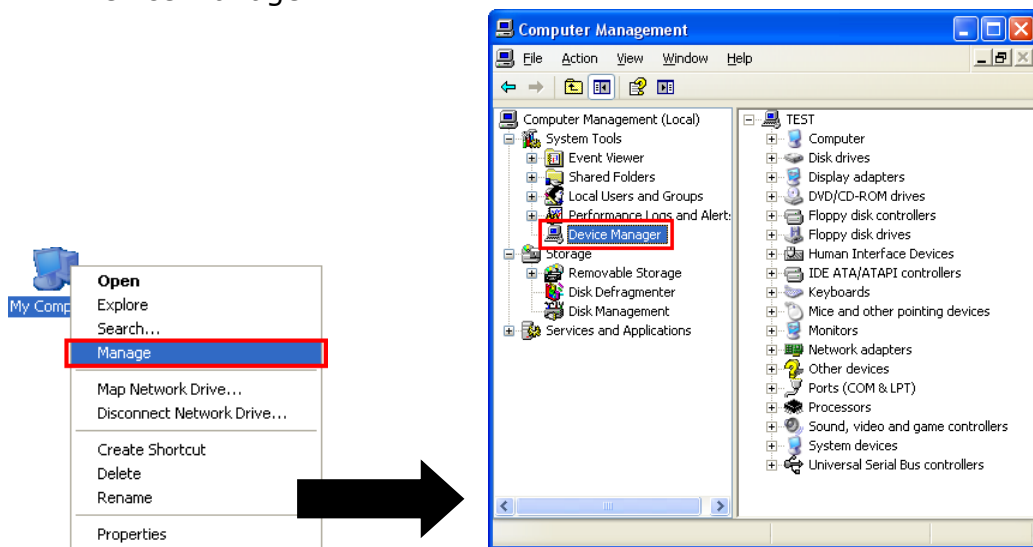 Computer Management
File Action View Window Help
Computer Management (Local)
System Tools
Event Viewer
Shared Folders
Local Users and Groups
Performance Logs and Alert:
Device Manager
Storage
Removable Storage
Disk Defragmenter
Disk Management
Services and Applications
TEST
Computer
Disk drives
Display adapters
DVD/CD-ROM drives
Floppy disk controllers
Floppy disk drives
Human Interface Devices
IDE ATA/ATAPI controllers
Keyboards
Mice and other pointing devices
Monitors
Network adapters
Other devices
Ports (COM & LPT)
Processors
Sound, video and game controllers
System devices
Universal Serial Bus controllers
My Comp
Open
Explore
Search...
Manage
Map Network Drive...
Disconnect Network Drive...
Create Shortcut
Delete
Rename
Properties